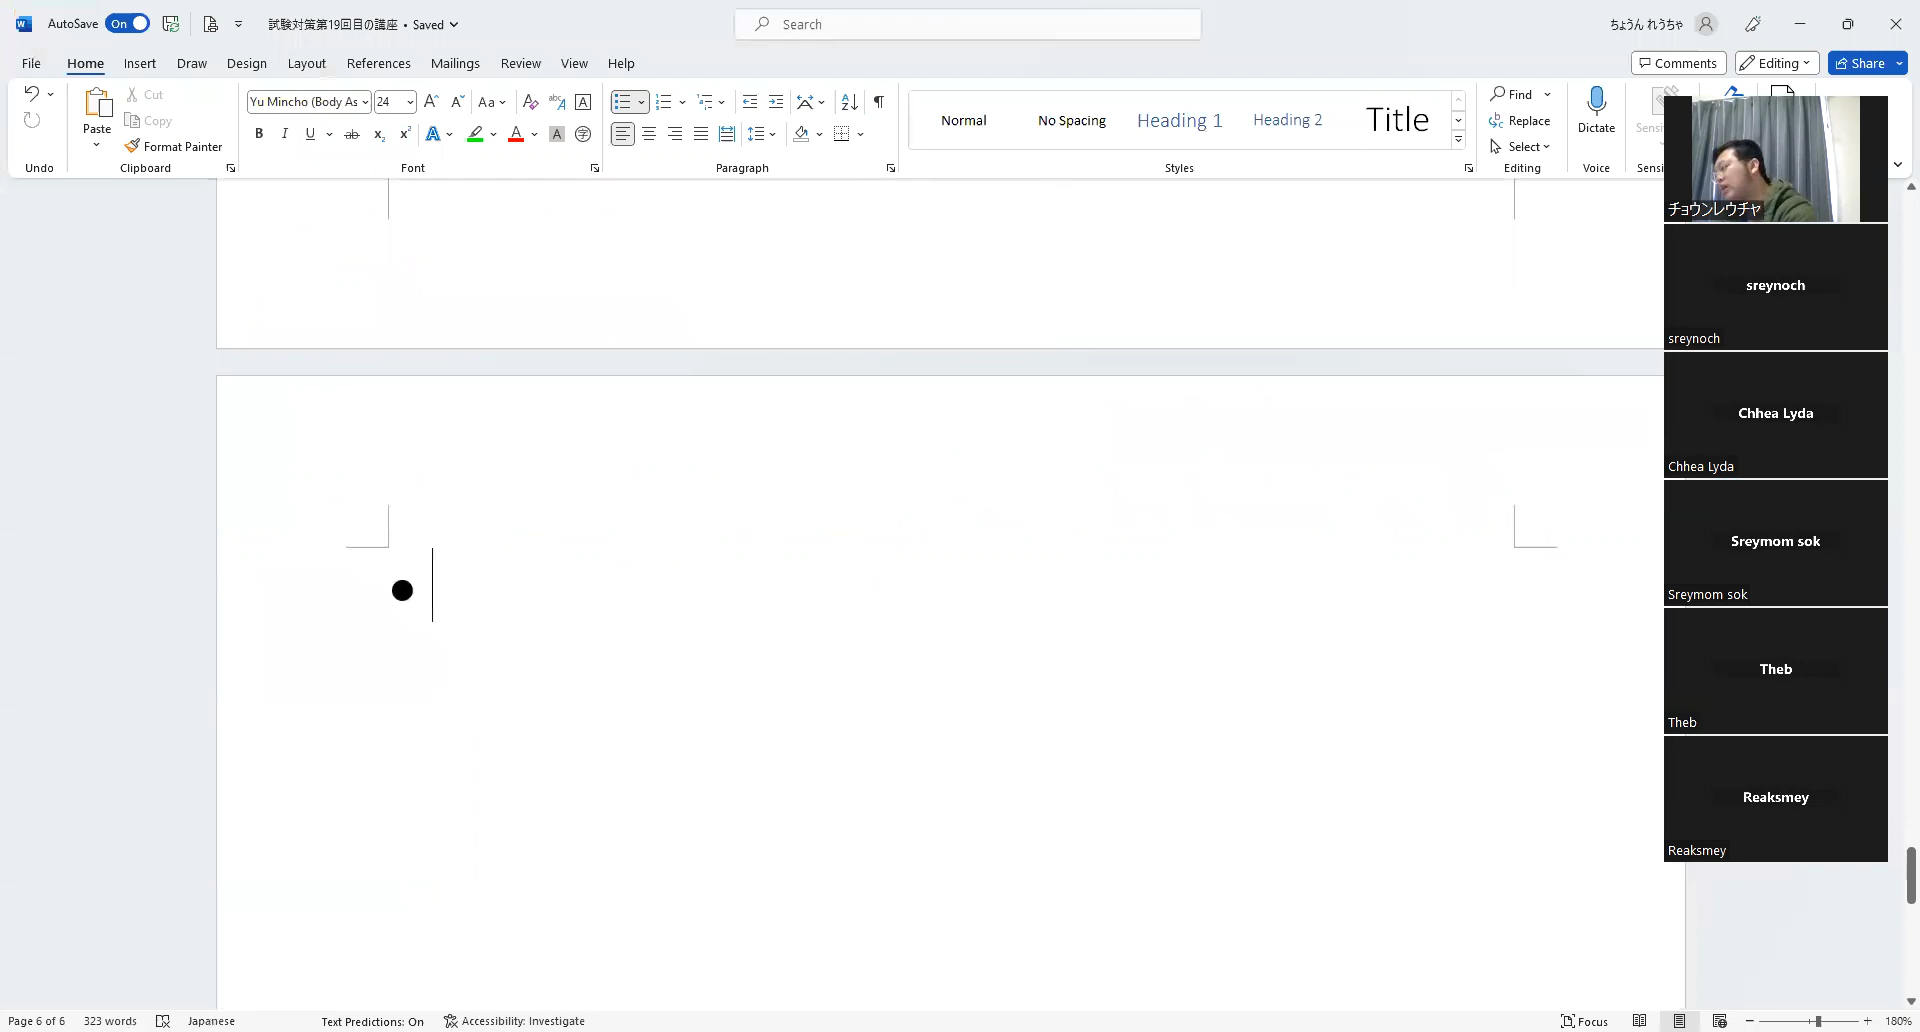 AutoSave On 試験対策第19回目の講座 • Saved Search ちょうん れうちゃ
File Home Insert Draw Design Layout References Mailings Review View Help Comments Editing Share
Undo
Paste
Cut
Copy
Format Painter
Clipboard
Yu Mincho (Body As 24
Font
Paragraph
Normal No Spacing Heading 1 Heading 2 Title
Styles
Find
Replace
Select
Editing
Dictate
Voice
チョウンレウチャ
sreynoch
sreynoch
Chhea Lyda
Chhea Lyda
Sreymom sok
Sreymom sok
Theb
Theb
Reaksmey
Reaksmey
Page 6 of 6 323 words Japanese Text Predictions: On Accessibility: Investigate Focus 180%